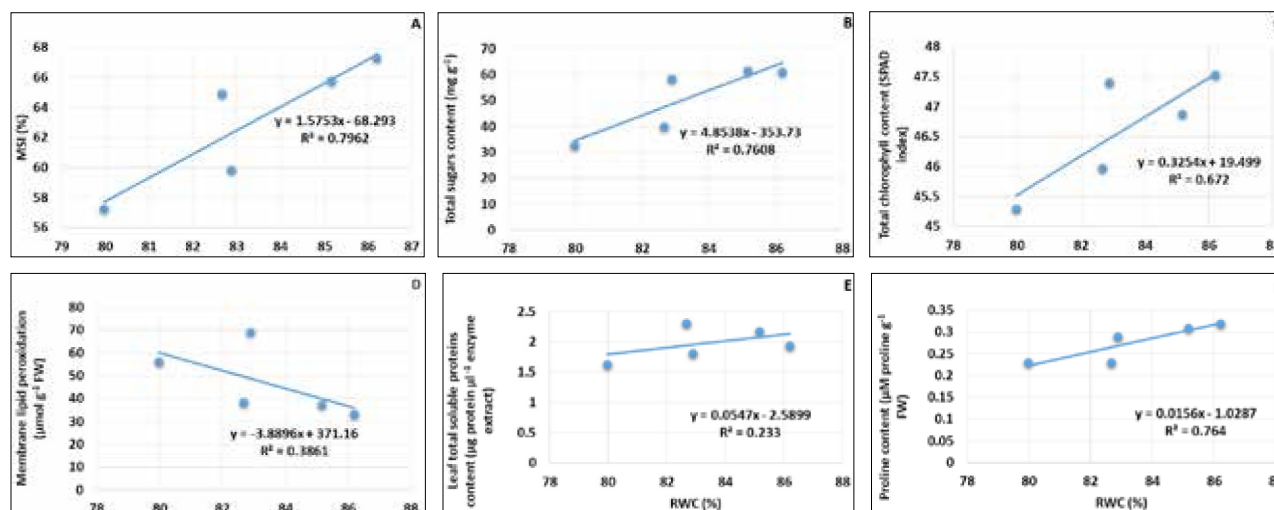 A
MSI (%)
68
66
64
62
60
58
56
y = 1.5753x - 68.293
R² = 0.7962
79 80 81 82 83 84 85 86 87
B
Total sugars content (mg g⁻¹)
70
60
50
40
30
20
10
0
y = 4.8538x - 353.73
R² = 0.7608
78 80 82 84 86 88
Total chlorophyll content (SPAD
index)
48
47.5
47
46.5
46
45.5
45
y = 0.3254x + 19.499
R² = 0.672
78 80 82 84 86 88
D
Membrane lipid peroxidation
(μmol g⁻¹ FW)
80
70
60
50
40
30
20
10
0
y = -3.8896x + 371.16
R² = 0.3861
78 80 82 84 86 88
E
Leaf total soluble proteins
content (μg protein μl⁻¹ enzyme
extract)
2.5
2
1.5
1
0.5
0
y = 0.0547x - 2.5899
R² = 0.233
78 80 82 84 86 88
RWC (%)
Proline content (μM proline g⁻¹
FW)
0.35
0.3
0.25
0.2
0.15
0.1
0.05
0
y = 0.0156x - 1.0287
R² = 0.764
78 80 82 84 86
RWC (%)